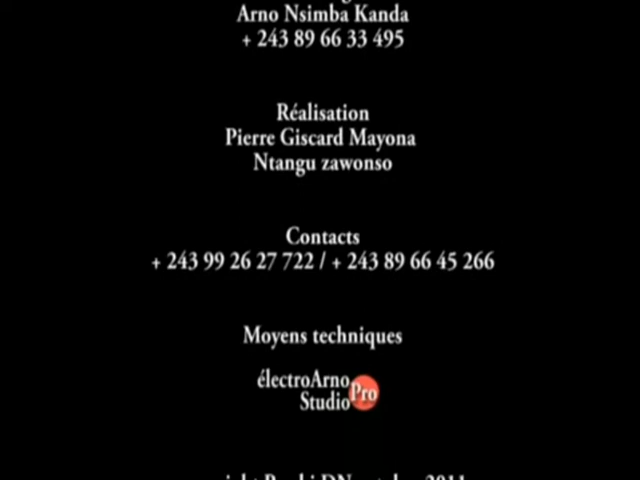 Arno Nsimba Kanda
+ 243 89 66 33 495
Réalisation
Pierre Giscard Mayona
Ntangu zawonso
Contacts
+ 243 99 26 27 722 / + 243 89 66 45 266
Moyens techniques
électroArno
Studio Pro